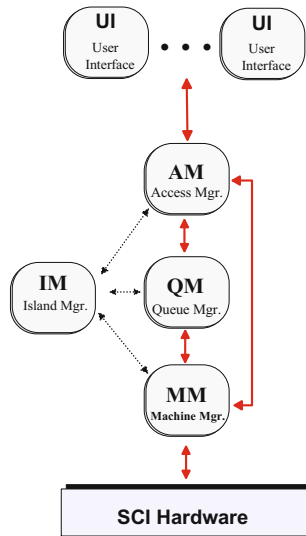 UI
User
Interface
UI
User
Interface
AM
Access Mgr.
IM
Island Mgr.
QM
Queue Mgr.
MM
Machine Mgr.
SCI Hardware